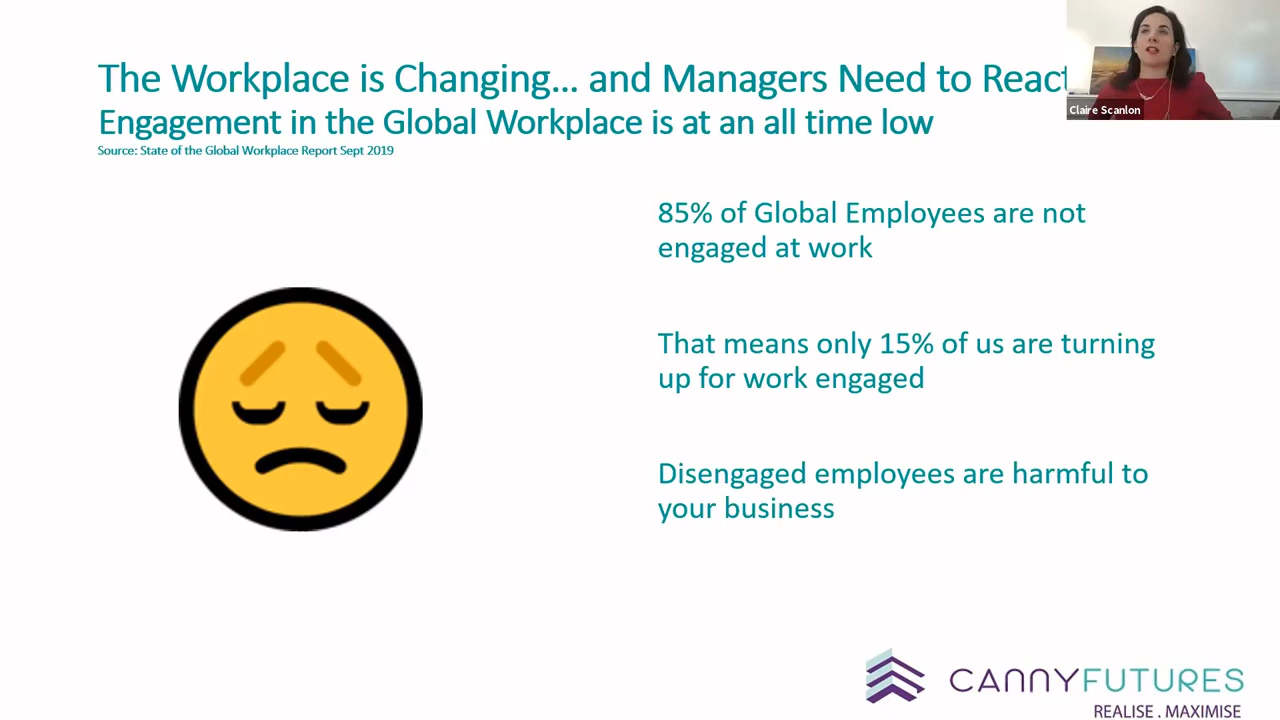 The Workplace is Changing... and Managers Need to React
Engagement in the Global Workplace is at an all time low
Source: State of the Global Workplace Report Sept 2019
Claire Scanlon
85% of Global Employees are not
engaged at work
That means only 15% of us are turning
up for work engaged
Disengaged employees are harmful to
your business
CANNYFUTURES
REALISE . MAXIMISE